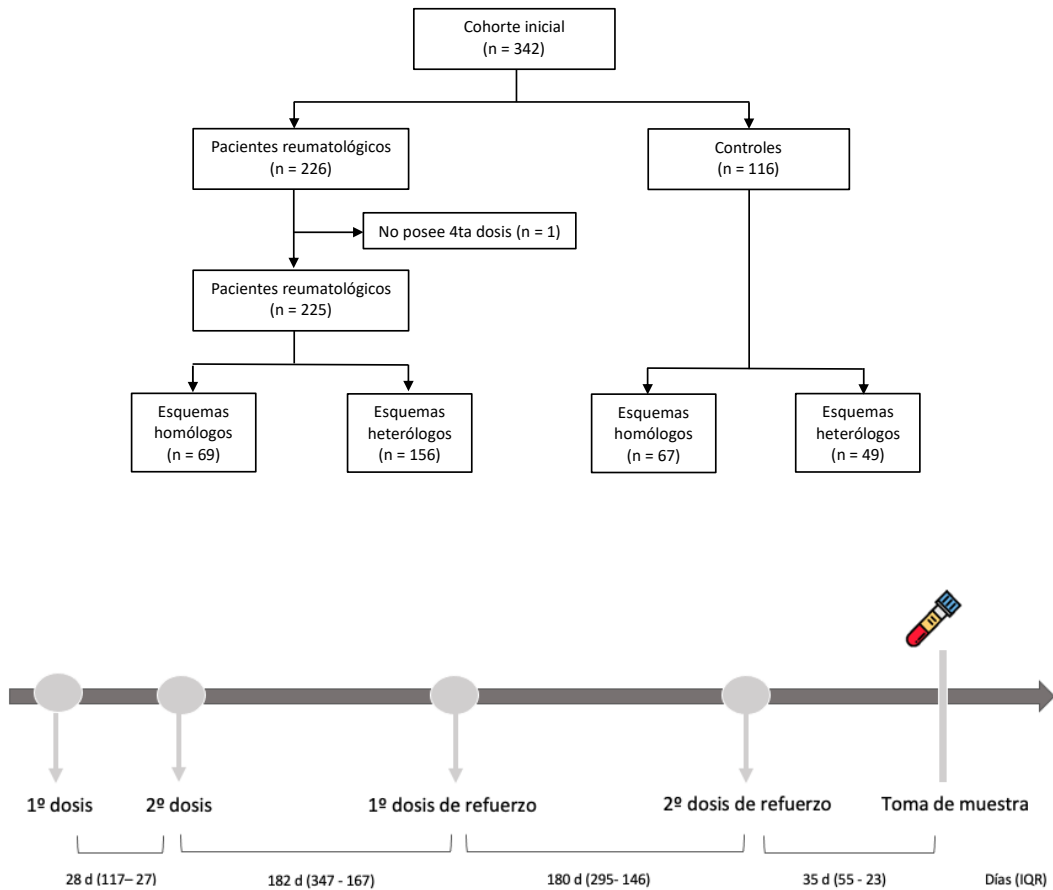 Cohorte inicial
(n = 342)
Pacientes reumatológicos
(n = 226)
Controles
(n = 116)
No posee 4ta dosis (n = 1)
Pacientes reumatológicos
(n = 225)
Esquemas
homólogos
(n = 69)
Esquemas
heterólogos
(n = 156)
Esquemas
homólogos
(n = 67)
Esquemas
heterólogos
(n = 49)
1º dosis
2º dosis
1º dosis de refuerzo
2º dosis de refuerzo
Toma de muestra
28 d (117– 27)
182 d (347 - 167)
180 d (295- 146)
35 d (55 - 23)
Días (IQR)